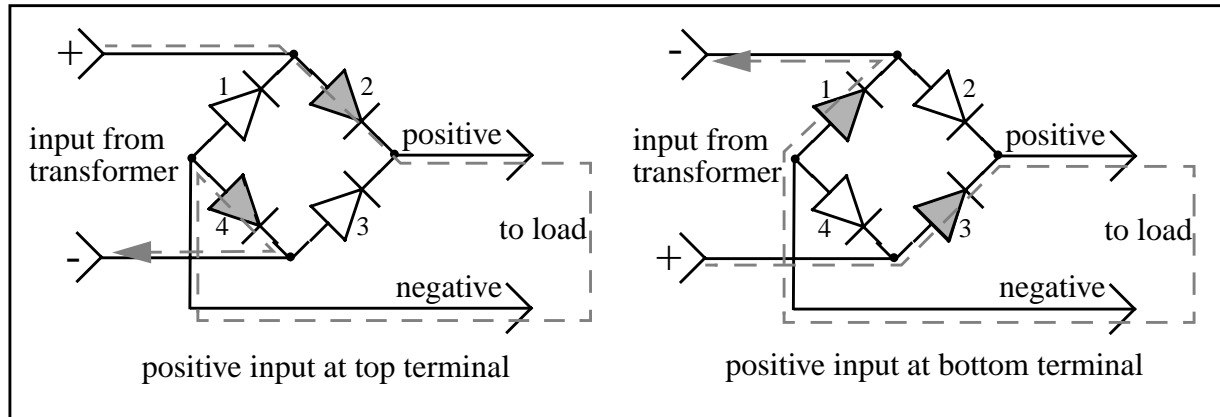 +
1
2
input from
transformer
positive
4
3
to load
-
negative
positive input at top terminal
-
1
2
input from
transformer
positive
4
3
to load
+
negative
positive input at bottom terminal